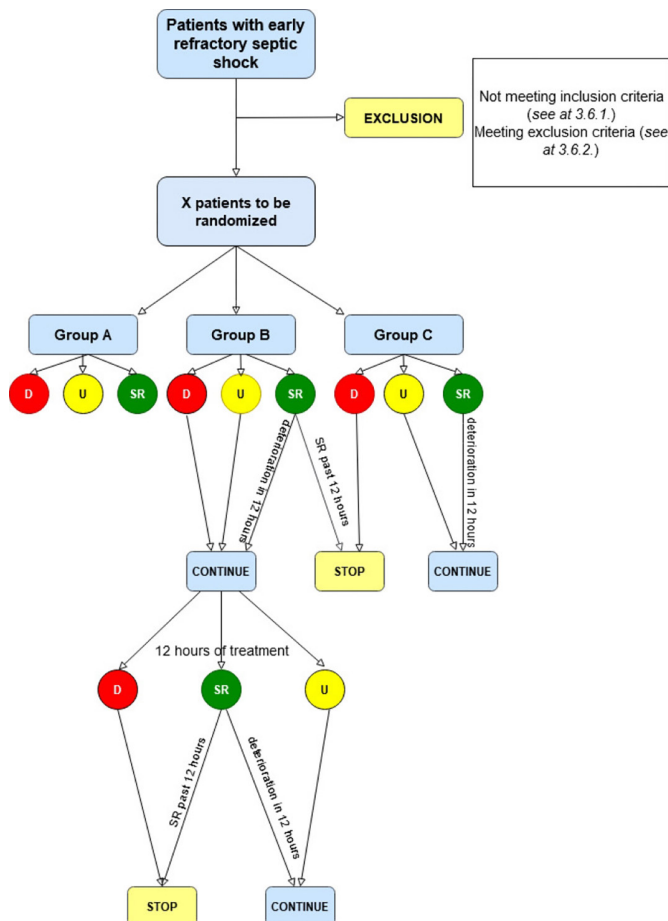 Patients with early
refractory septic
shock
EXCLUSION
Not meeting inclusion criteria
(see at 3.6.1.)
Meeting exclusion criteria (see
at 3.6.2.)
X patients to be
randomized
Group A
Group B
Group C
D
U
SR
D
U
SR
D
U
SR
deterioration in 12 hours
SR past 12 hours
deterioration in 12 hours
CONTINUE
STOP
CONTINUE
12 hours of treatment
D
SR
U
SR past 12 hours
deterioration in 12 hours
STOP
CONTINUE